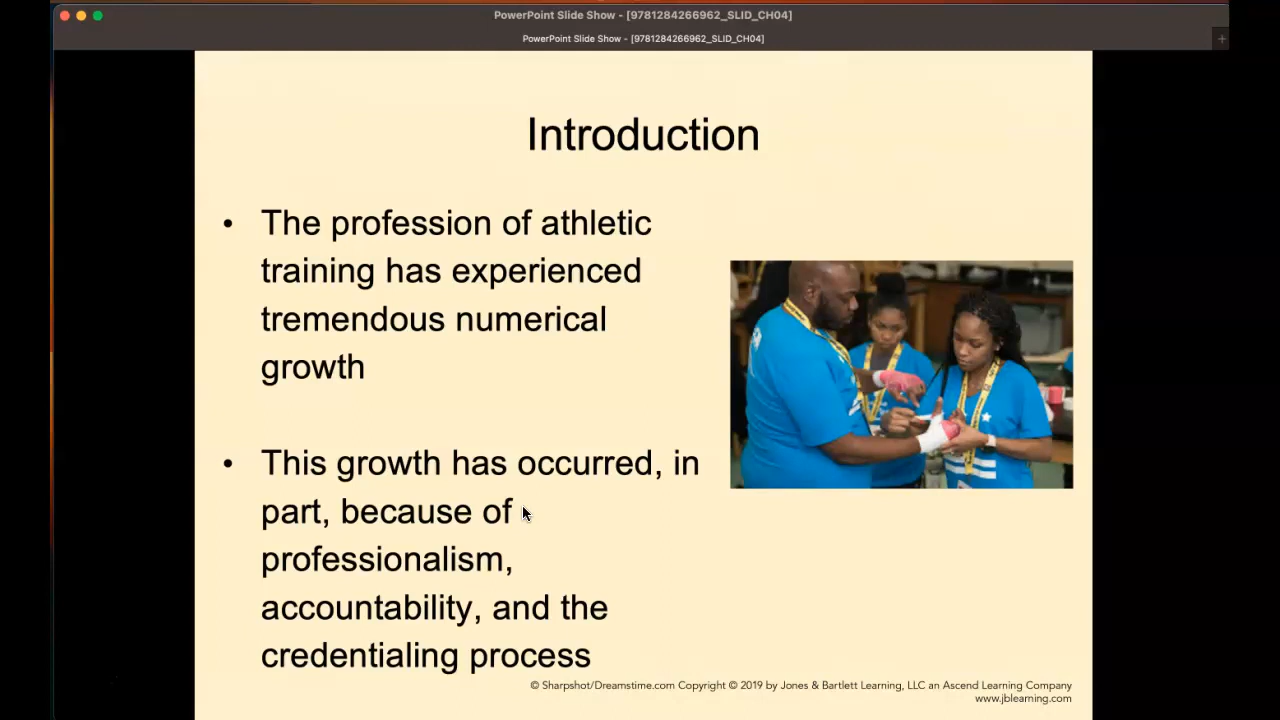 PowerPoint Slide Show - [9781284266962_SLID_CH04]
PowerPoint Slide Show - [9781284266962_SLID_CH04]
Introduction
• The profession of athletic
training has experienced
tremendous numerical
growth
• This growth has occurred, in
part, because of
professionalism,
accountability, and the
credentialing process
© Sharpshot/Dreamstime.com Copyright © 2019 by Jones & Bartlett Learning, LLC an Ascend Learning Company
www.jblearning.com